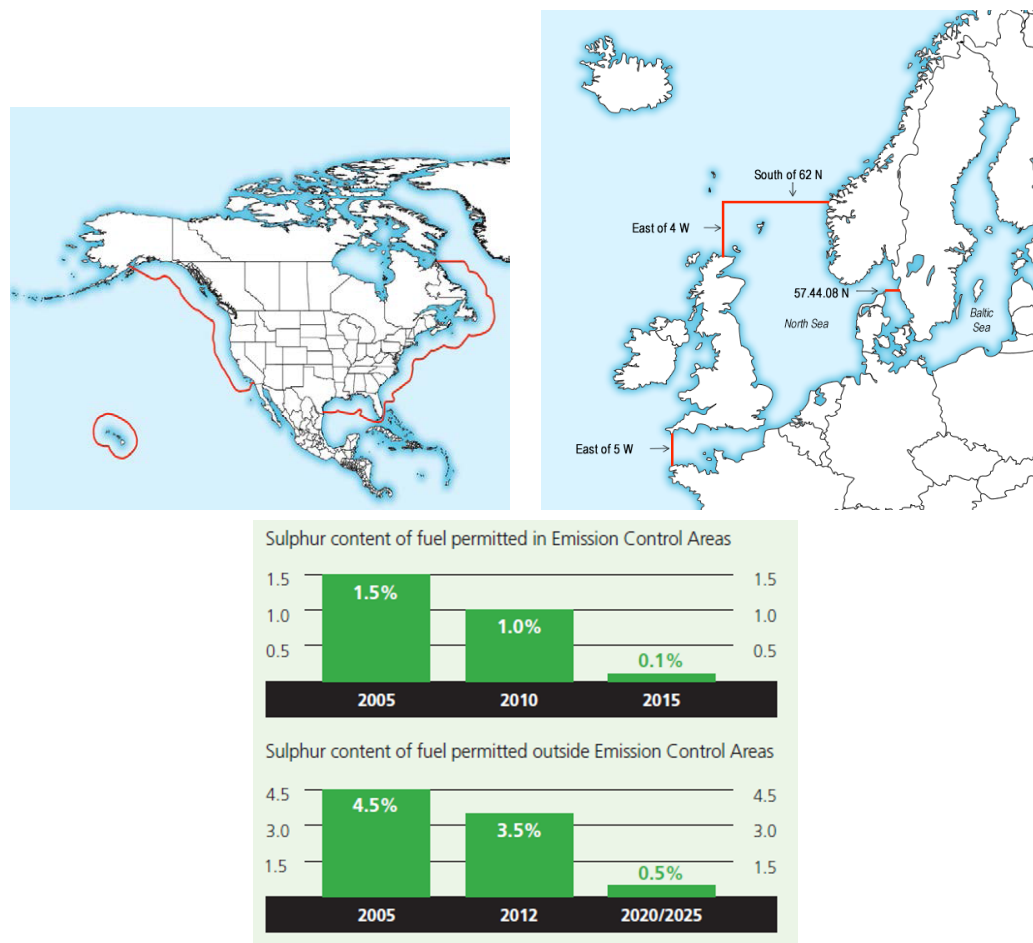 South of 62 N
East of 4 W
57.44.08 N
North Sea
Baltic
Sea
East of 5 W
Sulphur content of fuel permitted in Emission Control Areas
1.5 1.5
1.5%
1.0 1.0
1.0%
0.5 0.5
0.1%
2005 2010 2015
Sulphur content of fuel permitted outside Emission Control Areas
4.5 4.5
4.5%
3.0 3.0
3.5%
1.5 1.5
0.5%
2005 2012 2020/2025